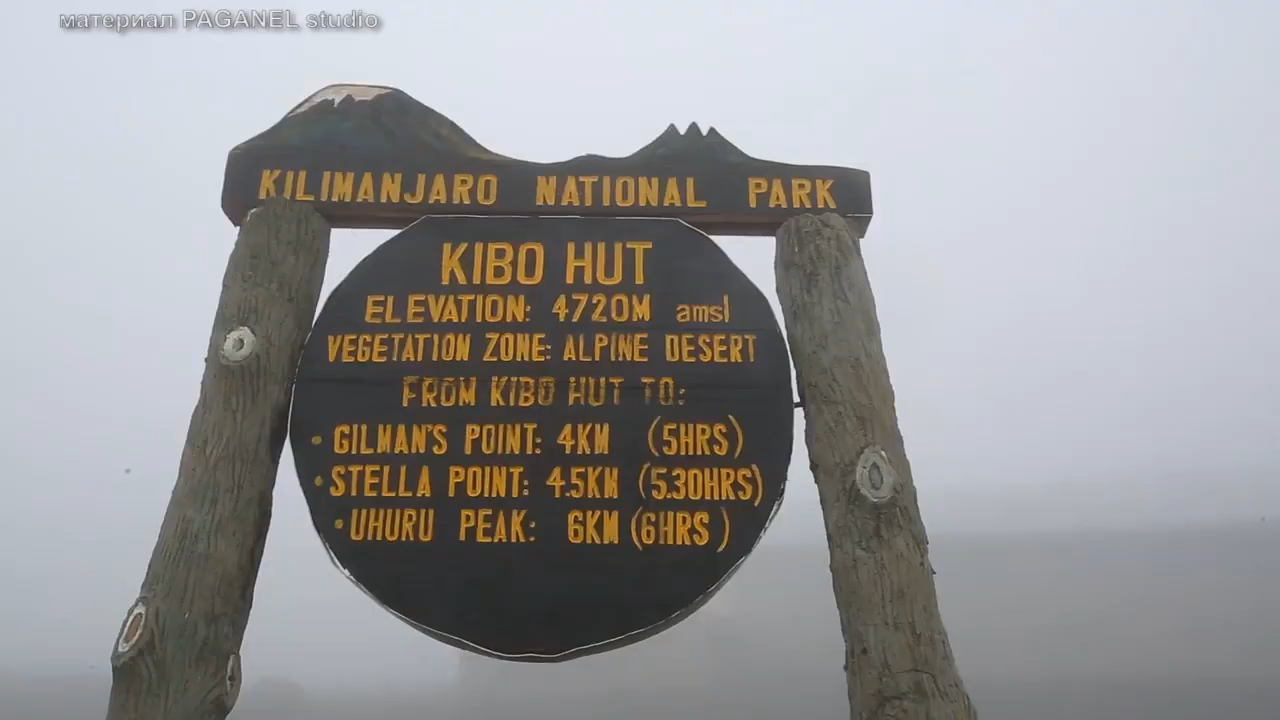 материал PAGANEL studio
KILIMANJARO NATIONAL PARK
KIBO HUT
ELEVATION: 4720M amsl
VEGETATION ZONE: ALPINE DESERT
FROM KIBO HUT TO:
• GILMAN'S POINT: 4KM (5HRS)
• STELLA POINT: 4.5KM (5.30HRS)
• UHURU PEAK: 6KM (6HRS)